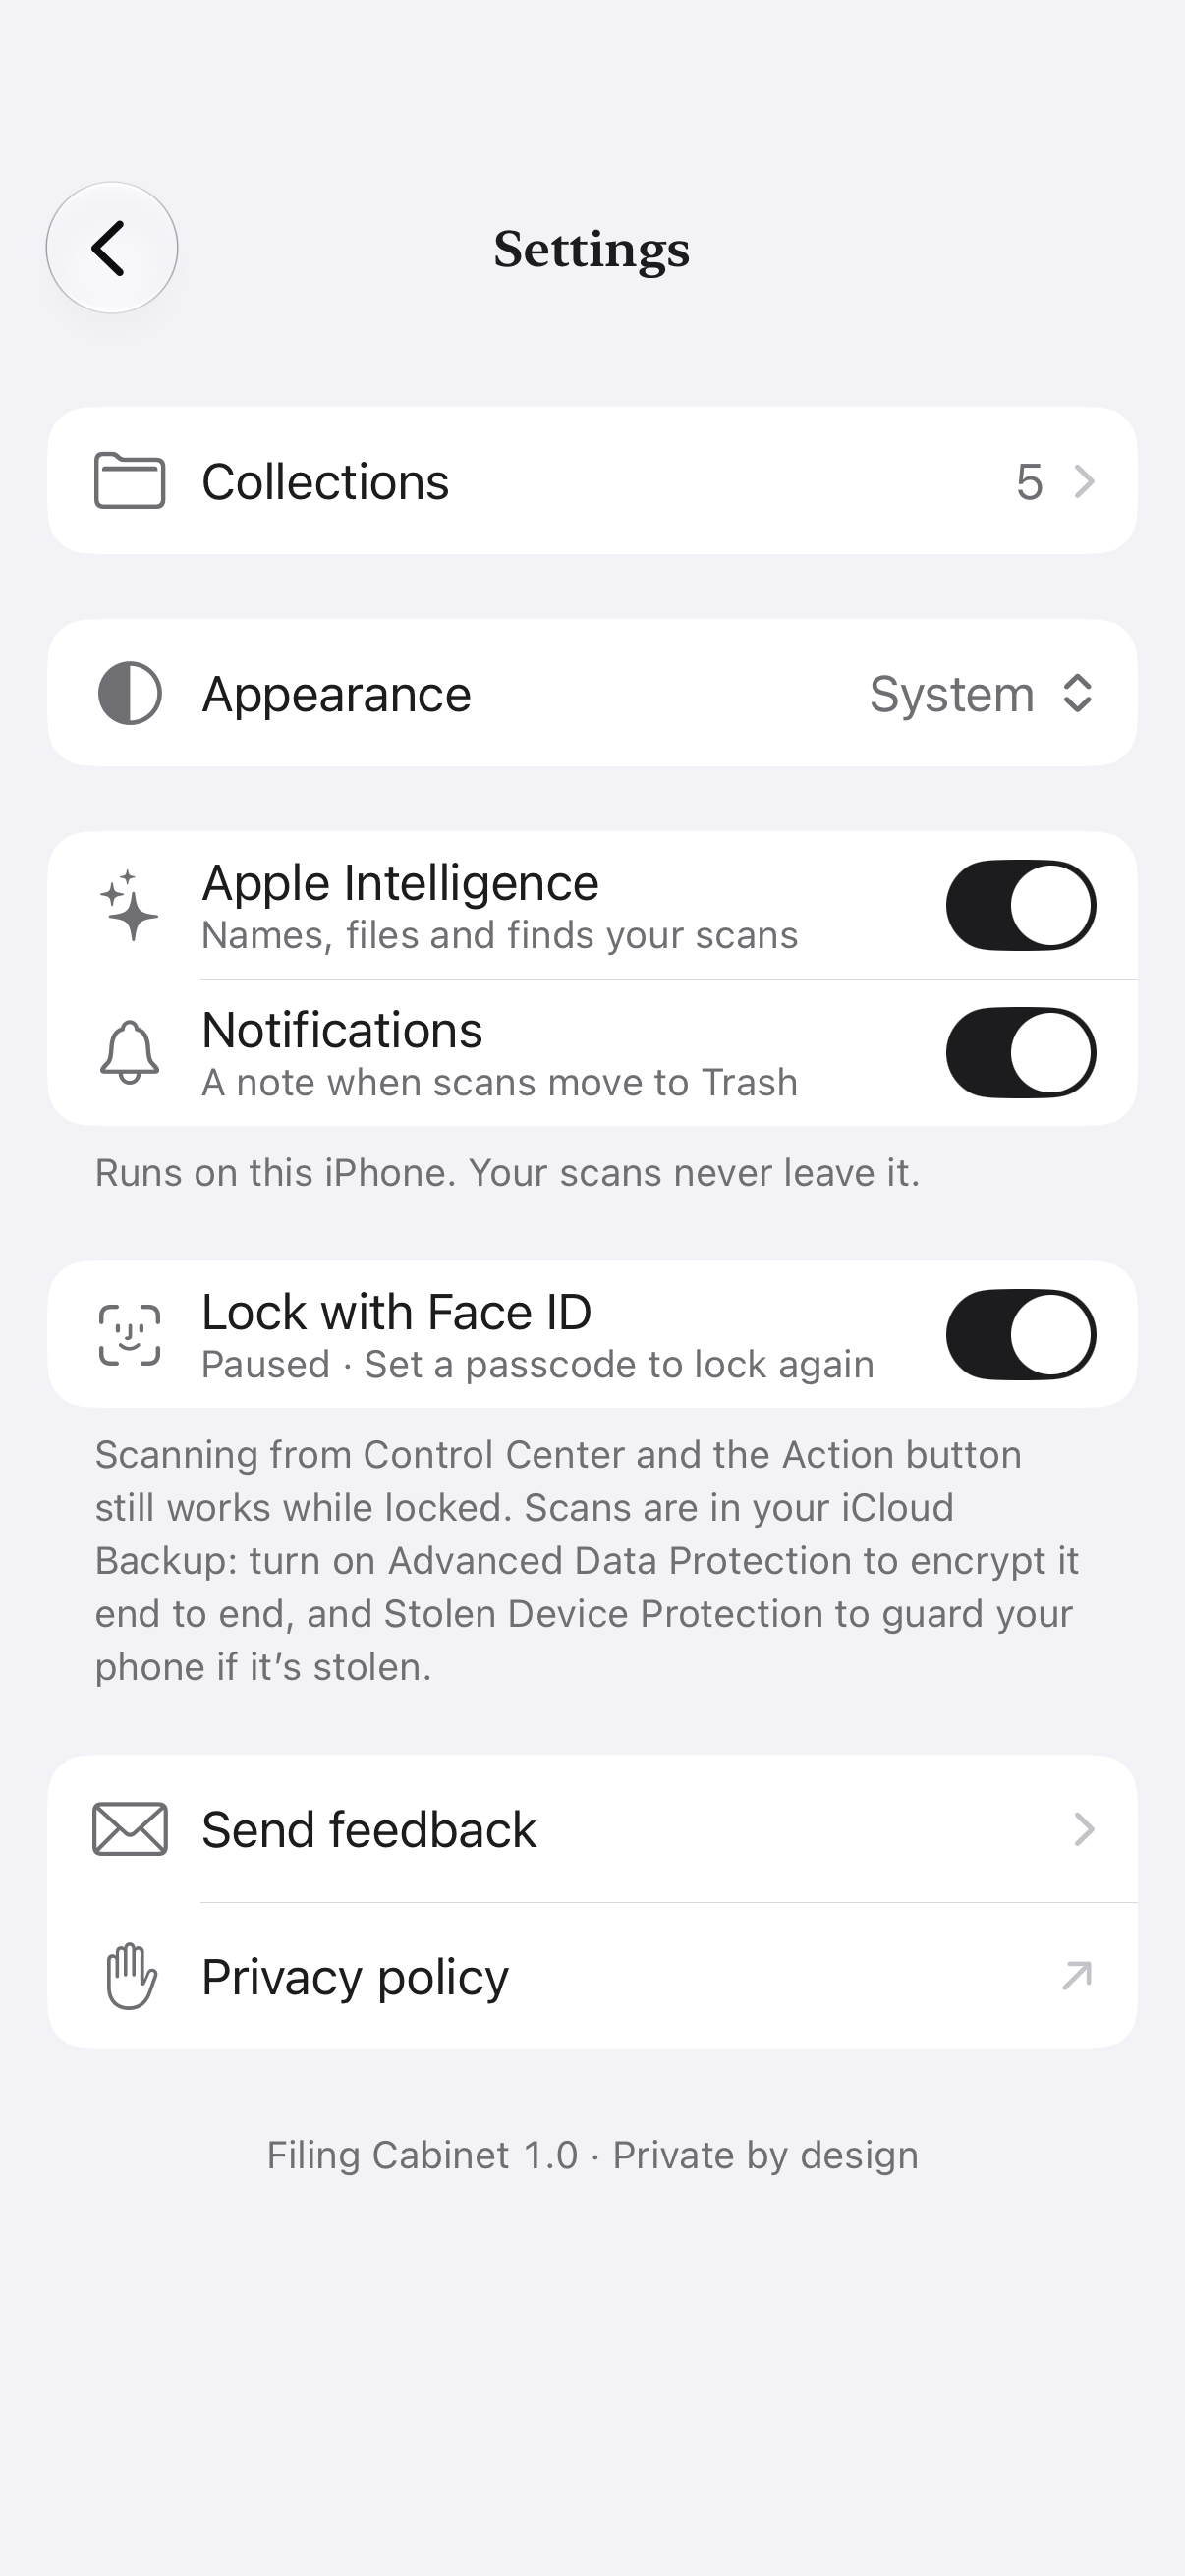 Settings
Collections 5
Appearance System
Apple Intelligence
Names, files and finds your scans
Notifications
A note when scans move to Trash
Runs on this iPhone. Your scans never leave it.
Lock with Face ID
Paused · Set a passcode to lock again
Scanning from Control Center and the Action button
still works while locked. Scans are in your iCloud
Backup: turn on Advanced Data Protection to encrypt it
end to end, and Stolen Device Protection to guard your
phone if it’s stolen.
Send feedback
Privacy policy
Filing Cabinet 1.0 · Private by design